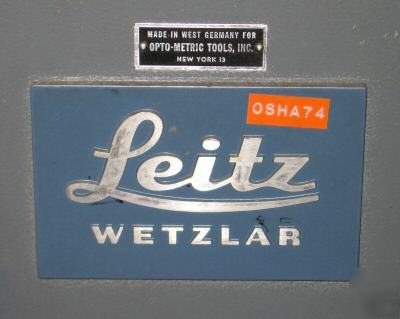 MADE IN WEST GERMANY FOR
OPTO-METRIC TOOLS, INC.
NEW YORK 13
OSHA74
Leitz
WETZLAR